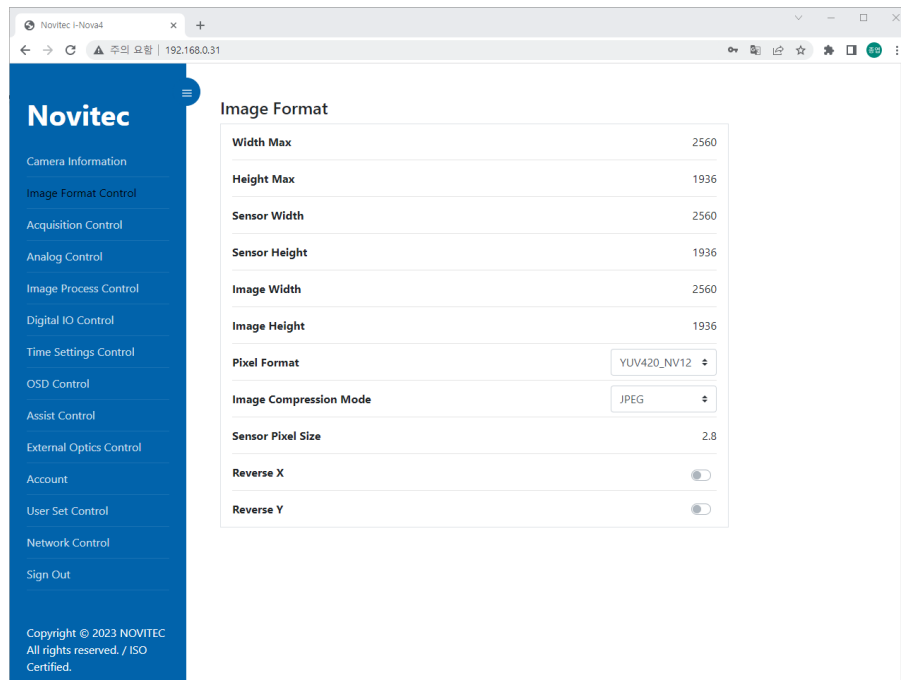 Novitec i-Nova4
주의 요함 192.168.0.31
종엽
Novitec
Camera Information
Image Format Control
Acquisition Control
Analog Control
Image Process Control
Digital IO Control
Time Settings Control
OSD Control
Assist Control
External Optics Control
Account
User Set Control
Network Control
Sign Out
Copyright © 2023 NOVITEC
All rights reserved. / ISO
Certified.
Image Format
Width Max 2560
Height Max 1936
Sensor Width 2560
Sensor Height 1936
Image Width 2560
Image Height 1936
Pixel Format YUV420_NV12
Image Compression Mode JPEG
Sensor Pixel Size 2.8
Reverse X
Reverse Y